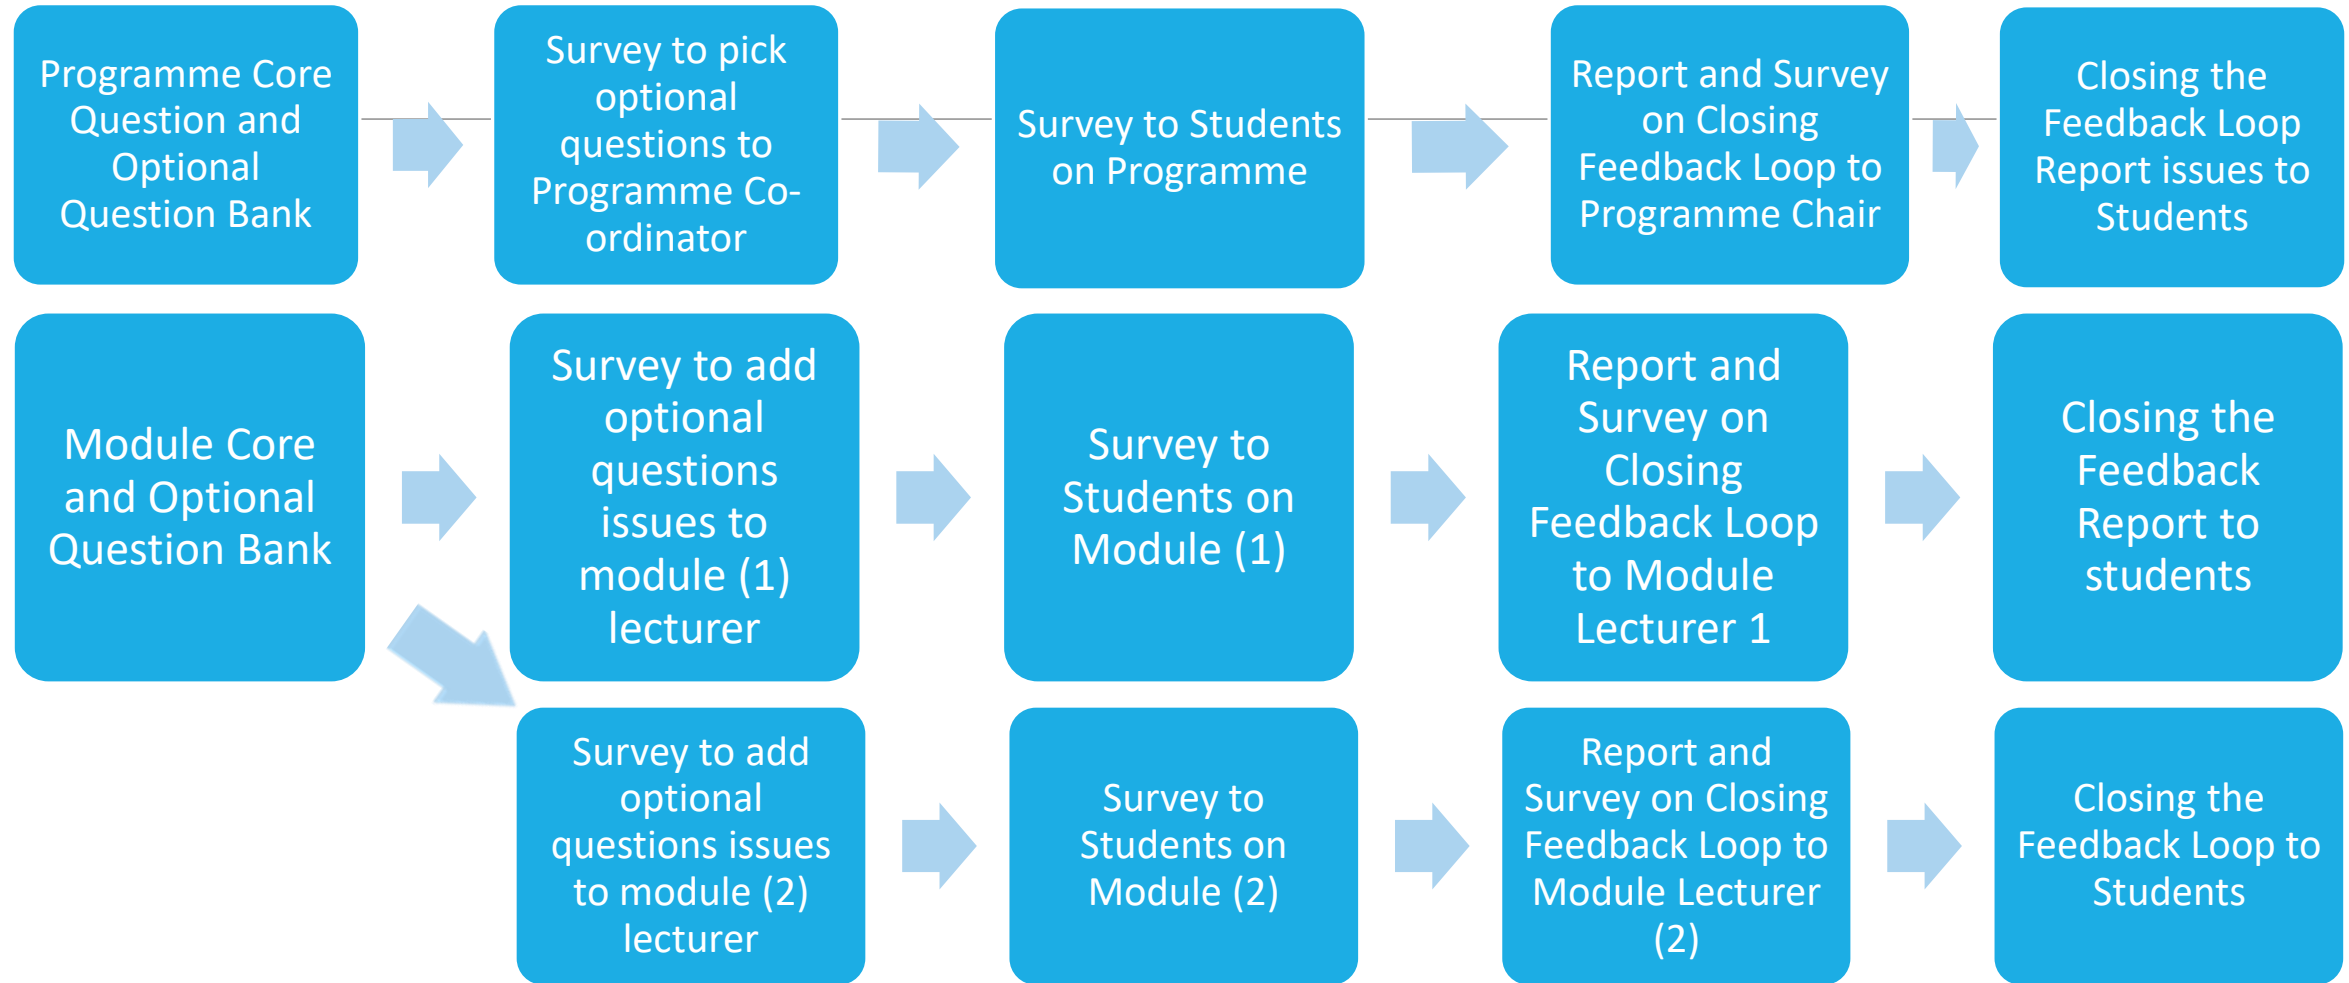 Programme Core
Question and
Optional
Question Bank
Survey to pick
optional
questions to
Programme Co-
ordinator
Survey to Students
on Programme
Report and Survey
on Closing
Feedback Loop to
Programme Chair
Closing the
Feedback Loop
Report issues to
Students
Module Core
and Optional
Question Bank
Survey to add
optional
questions
issues to
module (1)
lecturer
Survey to
Students on
Module (1)
Report and
Survey on
Closing
Feedback Loop
to Module
Lecturer 1
Closing the
Feedback
Report to
students
Survey to add
optional
questions issues
to module (2)
lecturer
Survey to
Students on
Module (2)
Report and
Survey on Closing
Feedback Loop to
Module Lecturer
(2)
Closing the
Feedback Loop to
Students